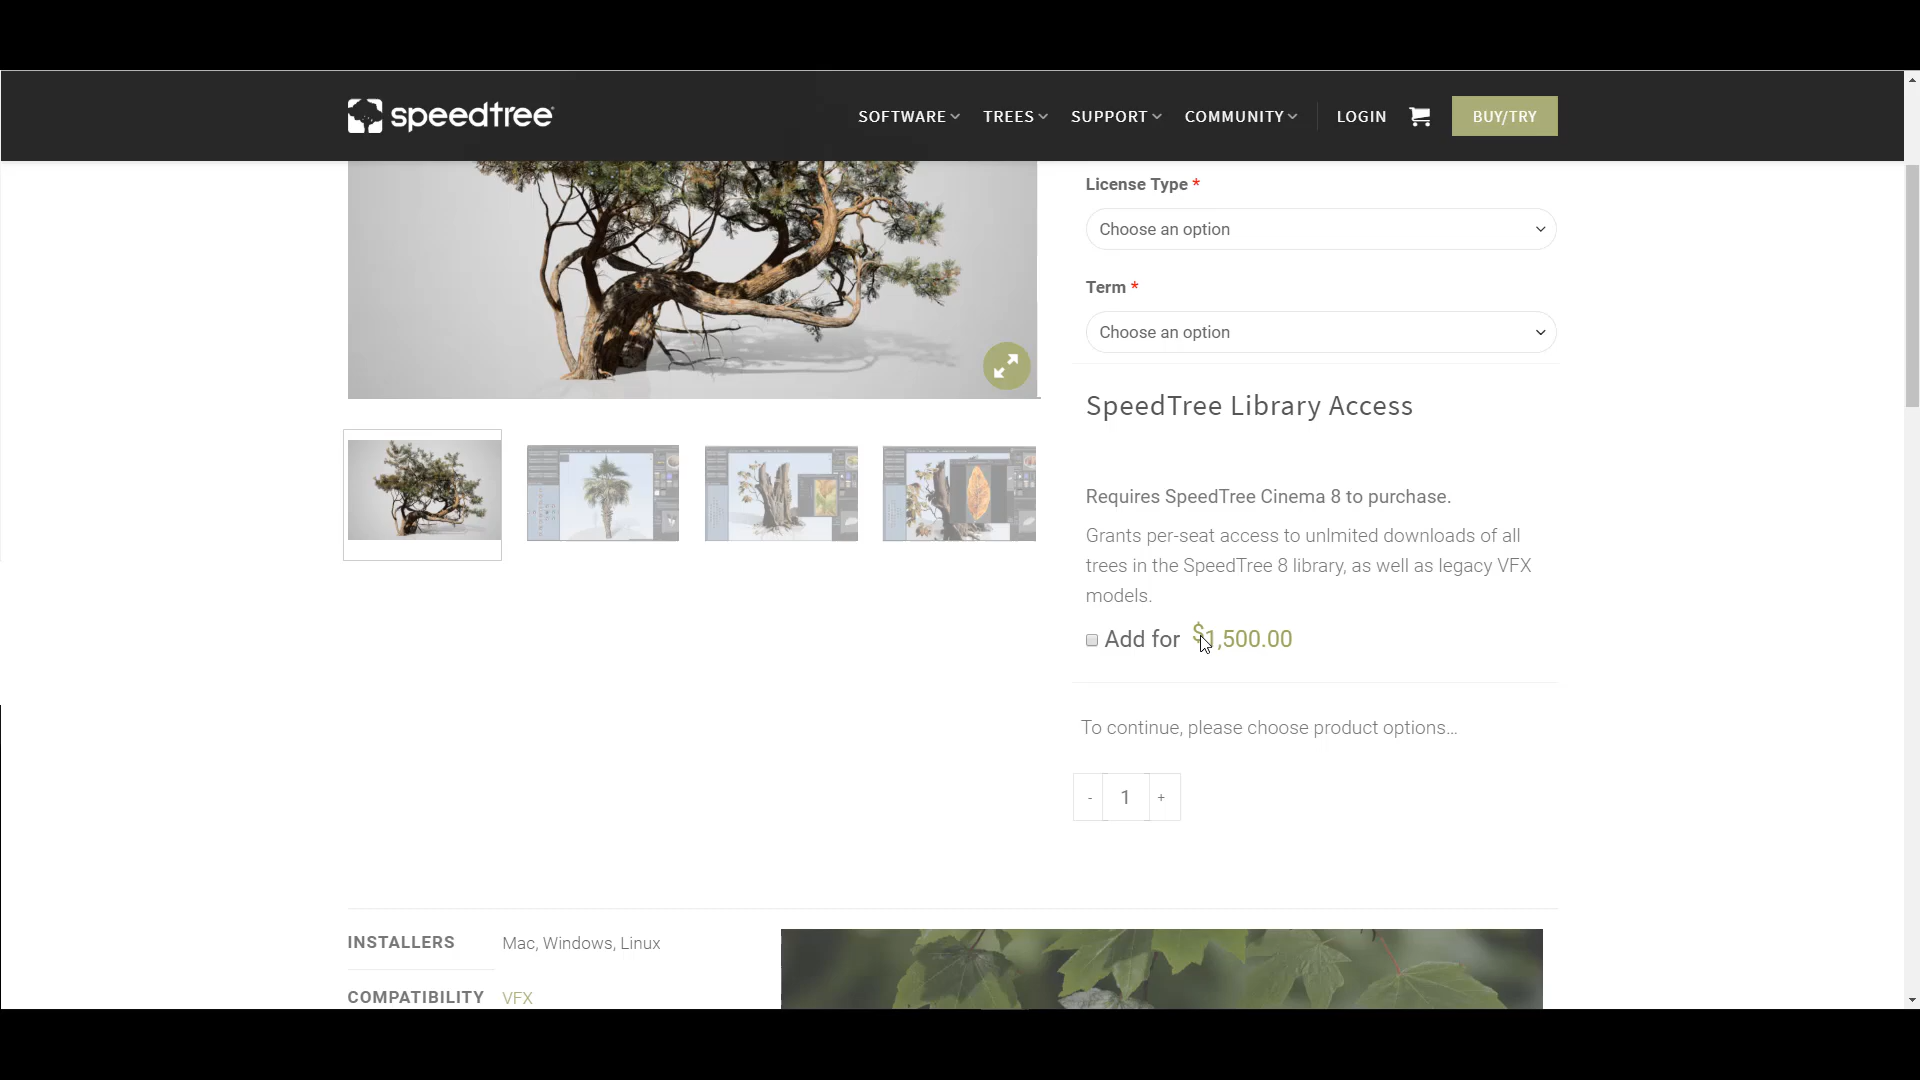 speedtree
SOFTWARE
TREES
SUPPORT
COMMUNITY
LOGIN
BUY/TRY
License Type *
Choose an option
Term *
Choose an option
SpeedTree Library Access
Requires SpeedTree Cinema 8 to purchase.
Grants per-seat access to unlmited downloads of all
trees in the SpeedTree 8 library, as well as legacy VFX
models.
Add for $1,500.00
To continue, please choose product options...
- 1 +
INSTALLERS Mac, Windows, Linux
COMPATIBILITY VFX